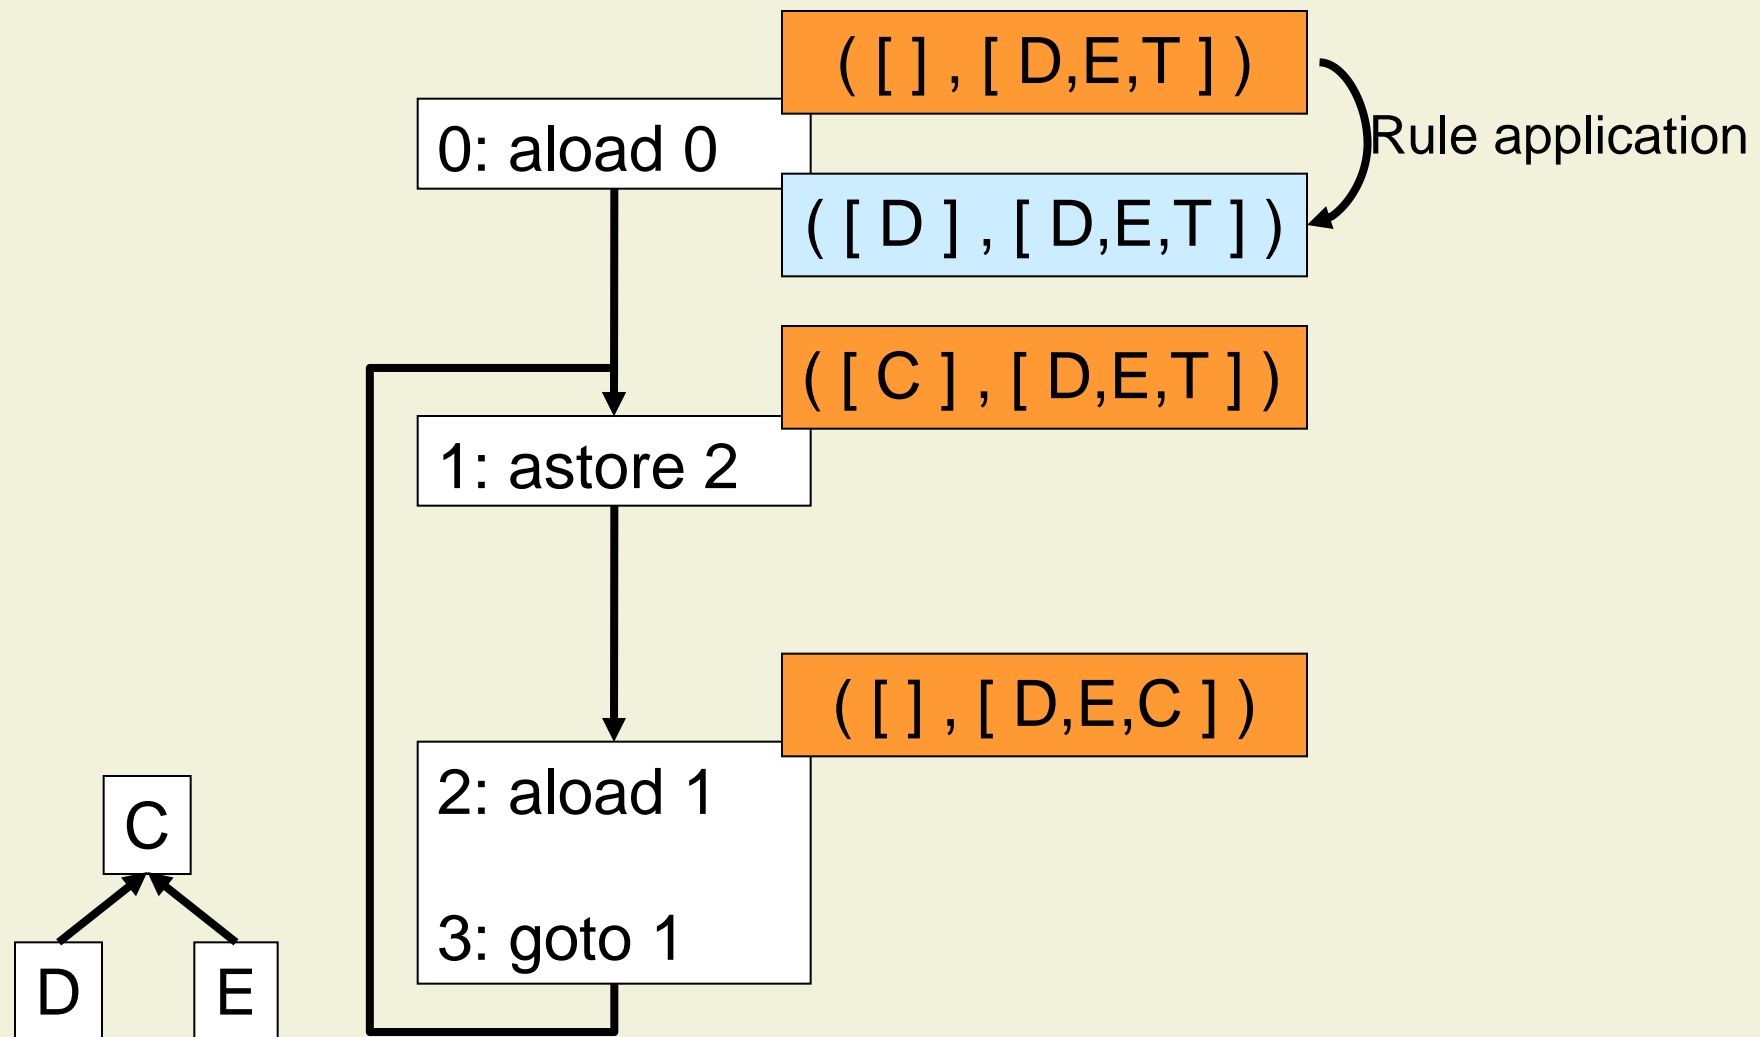 ( [ ] , [ D,E,T ] )
0: aload 0
Rule application
( [ D ] , [ D,E,T ] )
( [ C ] , [ D,E,T ] )
1: astore 2
( [ ] , [ D,E,C ] )
2: aload 1
C
3: goto 1
D
E